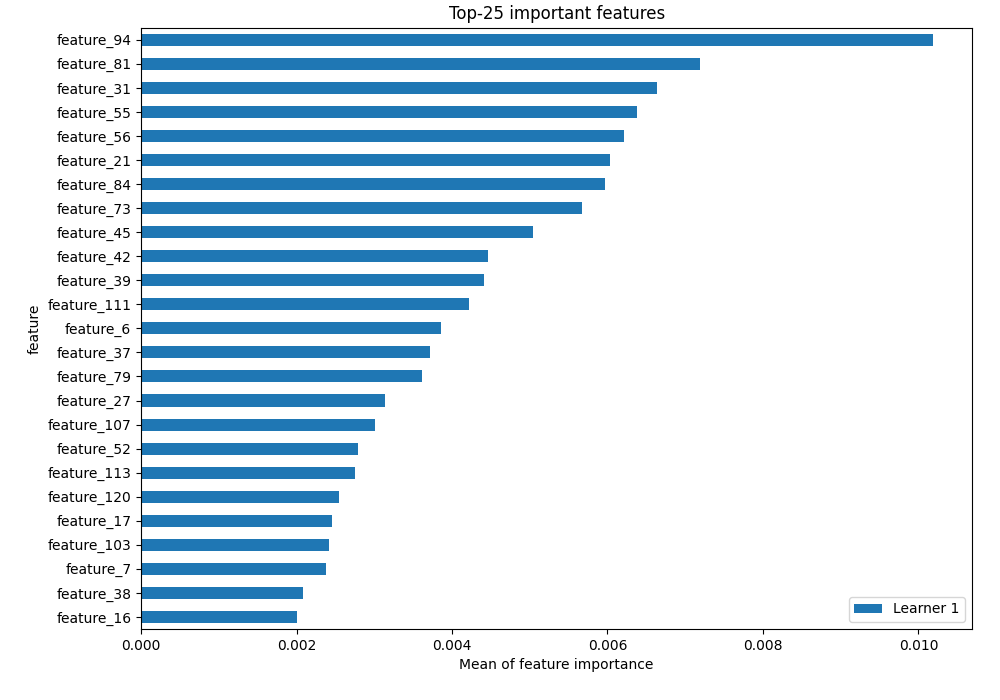 Top-25 important features
feature_94
feature_81
feature_31
feature_55
feature_56
feature_21
feature_84
feature_73
feature_45
feature_42
feature_39
feature_111
feature_6
feature_37
feature_79
feature_27
feature_107
feature_52
feature_113
feature_120
feature_17
feature_103
feature_7
feature_38
feature_16
feature
Learner 1
0.000 0.002 0.004 0.006 0.008 0.010
Mean of feature importance